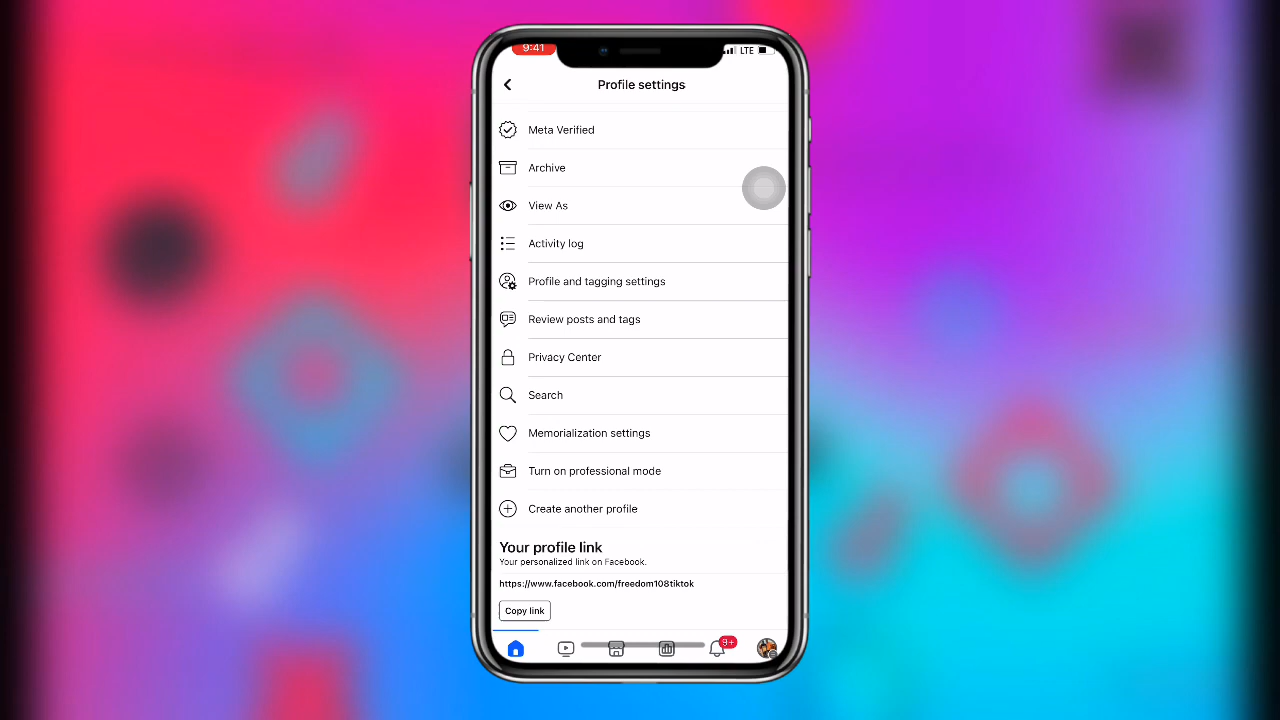 9:41
LTE
Profile settings
Meta Verified
Archive
View As
Activity log
Profile and tagging settings
Review posts and tags
Privacy Center
Search
Memorialization settings
Turn on professional mode
Create another profile
Your profile link
Your personalized link on Facebook.
https://www.facebook.com/freedom108tiktok
Copy link
9+